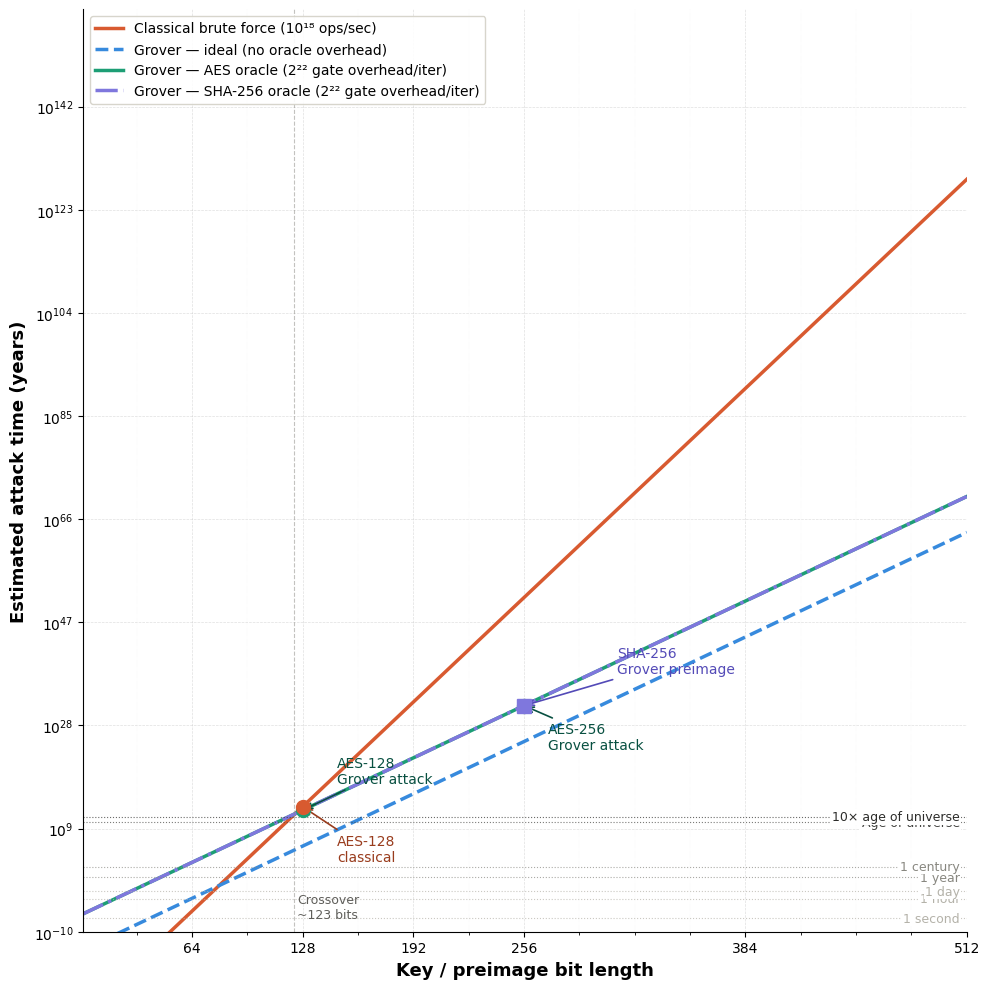 Classical brute force (10¹⁸ ops/sec)
Grover — ideal (no oracle overhead)
Grover — AES oracle (2²² gate overhead/iter)
Grover — SHA-256 oracle (2²² gate overhead/iter)
Estimated attack time (years)
10¹⁴²
10¹²³
10¹⁰⁴
10⁸⁵
10⁶⁶
10⁴⁷
10²⁸
10⁹
10⁻¹⁰
SHA-256
Grover preimage
AES-256
Grover attack
AES-128
Grover attack
AES-128
classical
10× age of universe
Age of universe
1 century
1 year
1 day
1 hour
1 second
Crossover
~123 bits
64
128
192
256
384
512
Key / preimage bit length